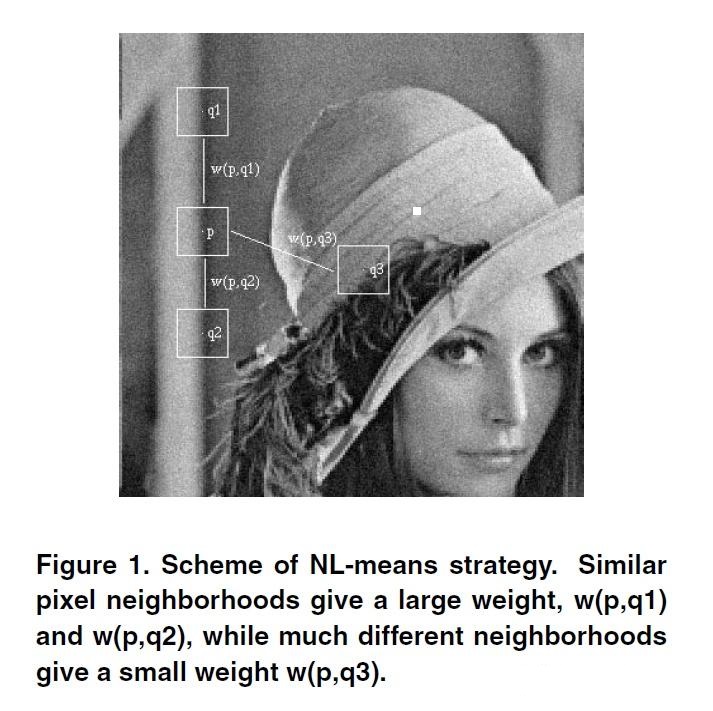 q1
w(p,q1)
p
w(p,q3)
q3
w(p,q2)
q2
Figure 1. Scheme of NL-means strategy. Similar
pixel neighborhoods give a large weight, w(p,q1)
and w(p,q2), while much different neighborhoods
give a small weight w(p,q3).